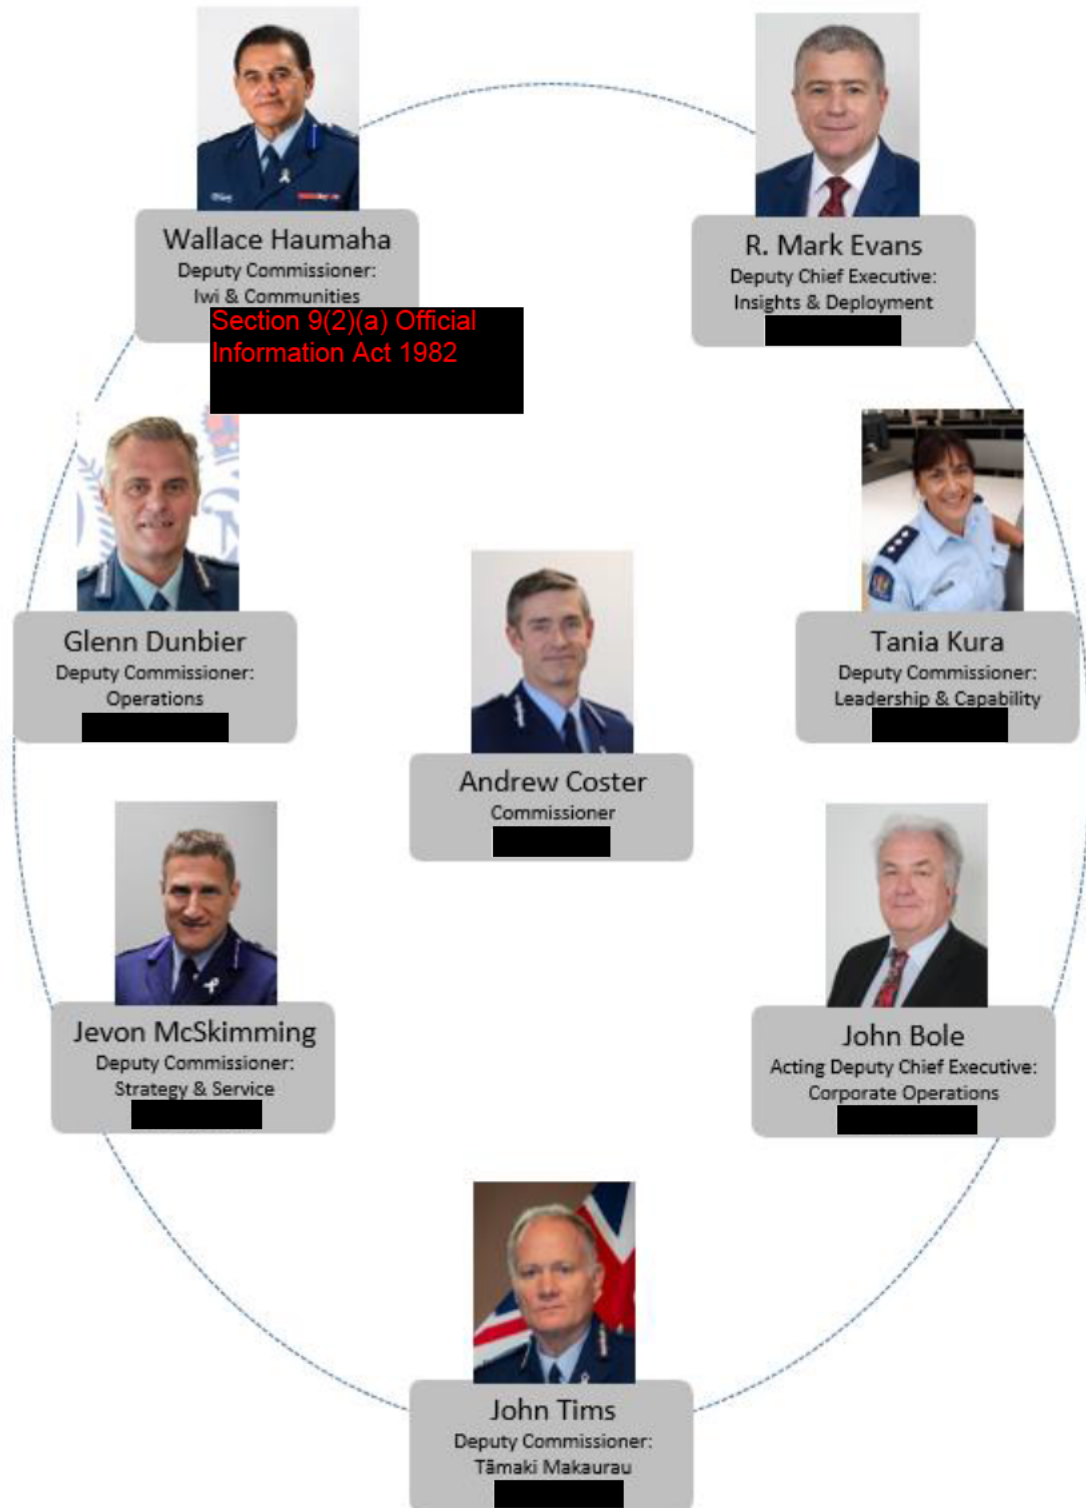 Wallace Haumaha
Deputy Commissioner:
Iwi & Communities
Section 9(2)(a) Official
Information Act 1982
R. Mark Evans
Deputy Chief Executive:
Insights & Deployment
Glenn Dunbier
Deputy Commissioner:
Operations
Tania Kura
Deputy Commissioner:
Leadership & Capability
Andrew Coster
Commissioner
Jevon McSkimming
Deputy Commissioner:
Strategy & Service
John Bole
Acting Deputy Chief Executive:
Corporate Operations
John Tims
Deputy Commissioner:
Tāmaki Makaurau